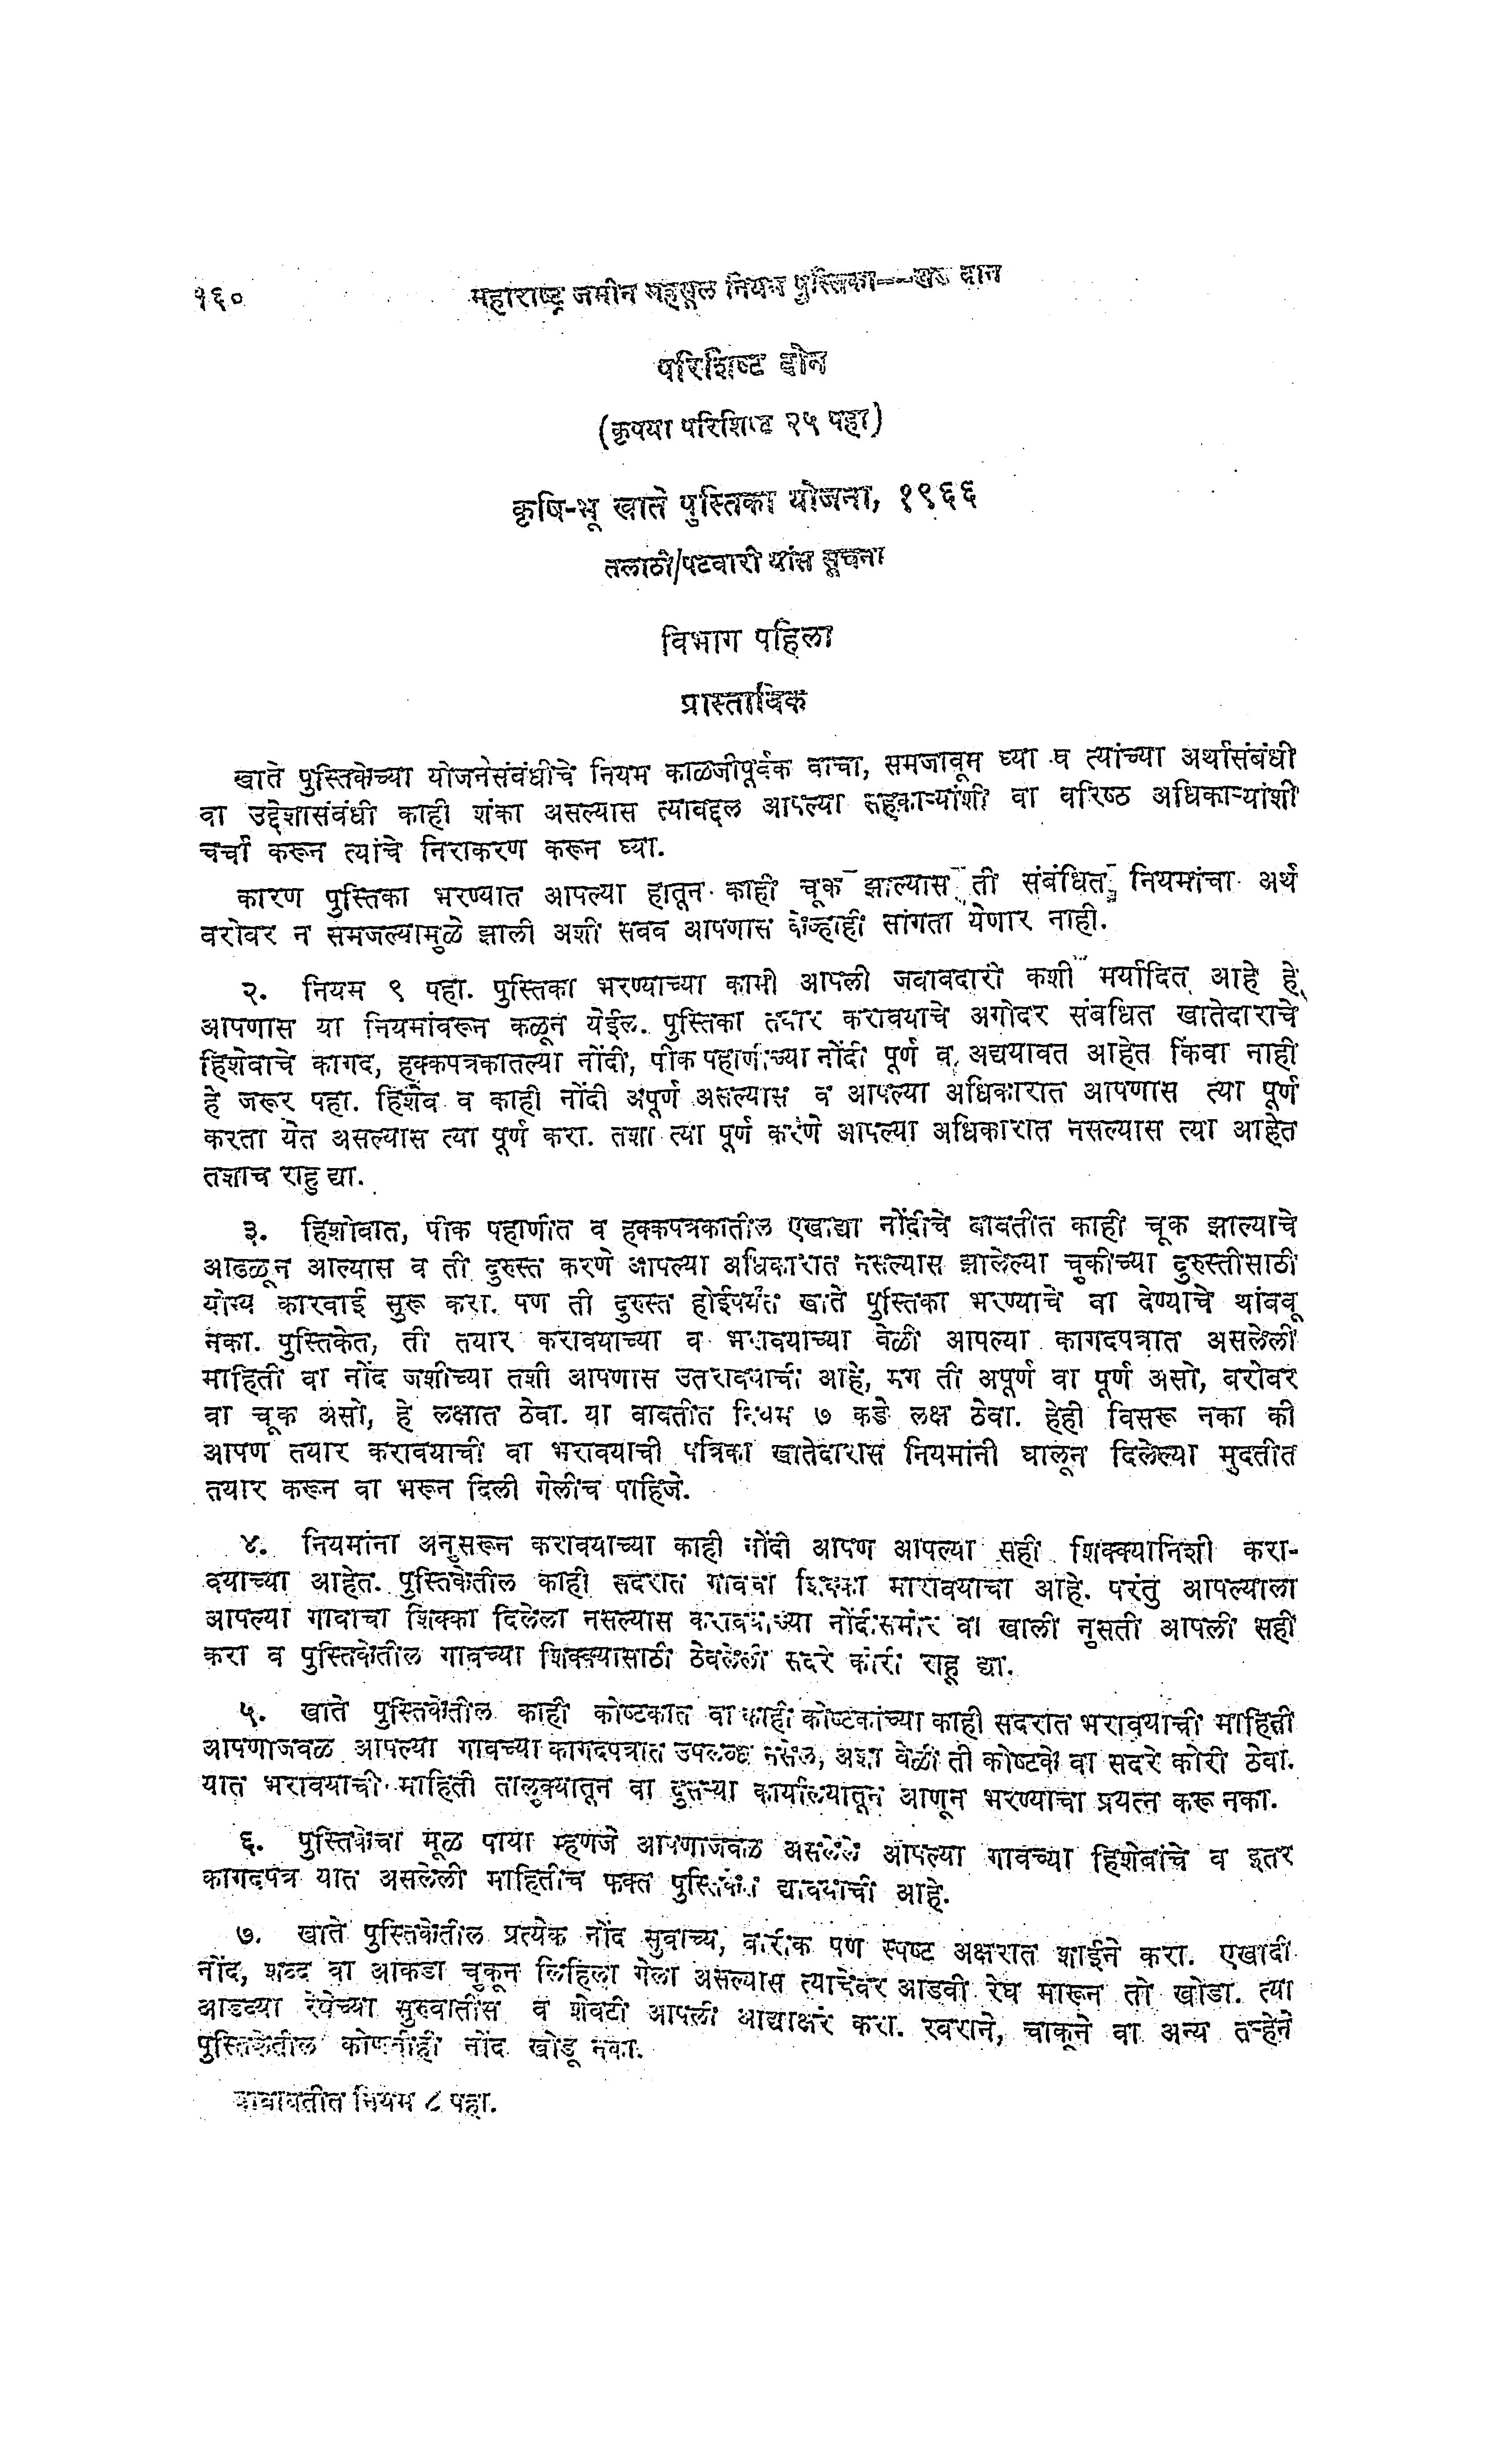 १६० महाराष्ट्र जमीन महसूल नियम पुस्तिका---खंड दोन
परिशिष्ट दोन
(कृपया परिशिष्ट २५ पहा)
कृषि-भू खाते पुस्तिका योजना, १९६६
तलाठी/पटवारी यांस सूचना
विभाग पहिला
प्रास्ताविक
खाते पुस्तिकेच्या योजनेसंबंधीचे नियम काळजीपूर्वक वाचा, समजावून घ्या व त्यांच्या अर्थासंबंधी
वा उद्देशासंबंधी काही शंका असल्यास त्याबद्दल आपल्या सहकाऱ्यांशी वा वरिष्ठ अधिकाऱ्यांशी
चर्चा करून त्यांचे निराकरण करून घ्या.
कारण पुस्तिका भरण्यात आपल्या हातून काही चूक झाल्यास ती संबंधित नियमांचा अर्थ
बरोबर न समजल्यामुळे झाली अशी सबब आपणास केव्हाही सांगता येणार नाही.
२. नियम ९ पहा. पुस्तिका भरण्याच्या कामी आपली जबाबदारी कशी मर्यादित आहे हे
आपणास या नियमांवरून कळून येईल. पुस्तिका तयार करावयाचे अगोदर संबधित खातेदाराचे
हिशेबाचे कागद, हक्कपत्रकातल्या नोंदी, पीक पहाणीच्या नोंदी पूर्ण व अद्ययावत आहेत किंवा नाही
हे जरूर पहा. हिशेब व काही नोंदी अपूर्ण असल्यास व आपल्या अधिकारात आपणास त्या पूर्ण
करता येत असल्यास त्या पूर्ण करा. तशा त्या पूर्ण करणे आपल्या अधिकारात नसल्यास त्या आहेत
तशाच राहु द्या.
३. हिशोबात, पीक पहाणीत व हक्कपत्रकातील एखाद्या नोंदीचे बाबतीत काही चूक झाल्याचे
आडळून आल्यास व ती दुरुस्त करणे आपल्या अधिकारात नसल्यास झालेल्या चुकीच्या दुरुस्तीसाठी
योग्य कारवाई सुरू करा. पण ती दुरुस्त होईपर्यंत खाते पुस्तिका भरण्याचे वा देण्याचे थांबवू
नका. पुस्तिकेत, ती तयार करावयाच्या व भरावयाच्या वेळी आपल्या कागदपत्रात असलेली
माहिती वा नोंद जशीच्या तशी आपणास उतरावयाची आहे, मग ती अपूर्ण वा पूर्ण असो, बरोबर
वा चूक असो, हे लक्षात ठेवा. या बाबतीत नियम ७ कडे लक्ष ठेवा. हेही विसरू नका की
आपण तयार करावयाची वा भरावयाची पत्रिका खातेदारास नियमांनी घालून दिलेल्या मुदतीत
तयार करून वा भरून दिली गेलीच पाहिजे.
४. नियमांना अनुसरून करावयाच्या काही नोंदी आपण आपल्या सही शिक्क्यानिशी करा-
वयाच्या आहेत. पुस्तिकेतील काही सदरात गावचा शिक्का मारावयाचा आहे. परंतु आपल्याला
आपल्या गावाचा शिक्का दिलेला नसल्यास करावयाच्या नोंदीसमोर वा खाली नुसती आपली सही
करा व पुस्तिकेतील गावच्या शिक्क्यासाठी ठेवलेली सदरे कोरी राहू द्या.
५. खाते पुस्तिकेतील काही कोष्टकात वा काही कोष्टकांच्या काही सदरांत भरावयाची माहिती
आपणाजवळ आपल्या गावच्या कागदपत्रात उपलब्ध नसेल, अशा वेळी ती कोष्टके वा सदरे कोरी ठेवा.
यात भरावयाची माहिती तालुक्यातून वा दुसऱ्या कार्यालयातून आणून भरण्याचा प्रयत्न करू नका.
६. पुस्तिकेचा मूळ पाया म्हणजे आपणाजवळ असलेले आपल्या गावच्या हिशेबांचे व इतर
कागदपत्र यात असलेली माहितीच फक्त पुस्तिकेत द्यावयाची आहे.
७. खाते पुस्तिकेतील प्रत्येक नोंद सुवाच्य, बारीक पण स्पष्ट अक्षरात शाईने करा. एखादी
नोंद, शब्द वा आकडा चुकून लिहिला गेला असल्यास त्याचेवर आडवी रेघ मारून तो खोडा. त्या
आडव्या रेघेच्या सुरुवातीस व शेवटी आपली आद्याक्षरे करा. रबराने, चाकूने वा अन्य तऱ्हेने
पुस्तिकेतील कोणतीही नोंद खोडू नका.
याबाबतीत नियम ८ पहा.